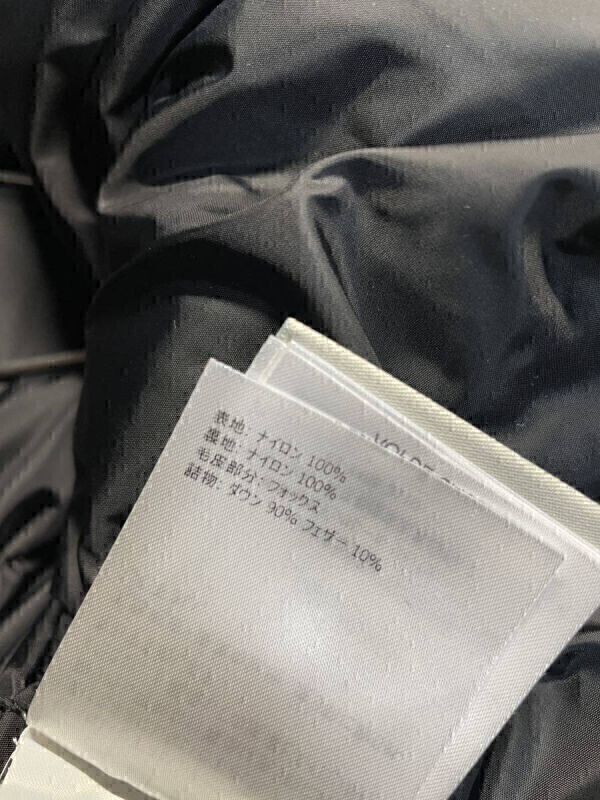 表地: ナイロン 100%
裏地: ナイロン 100%
毛皮部分: フォックス
詰物: ダウン 90% フェザー 10%